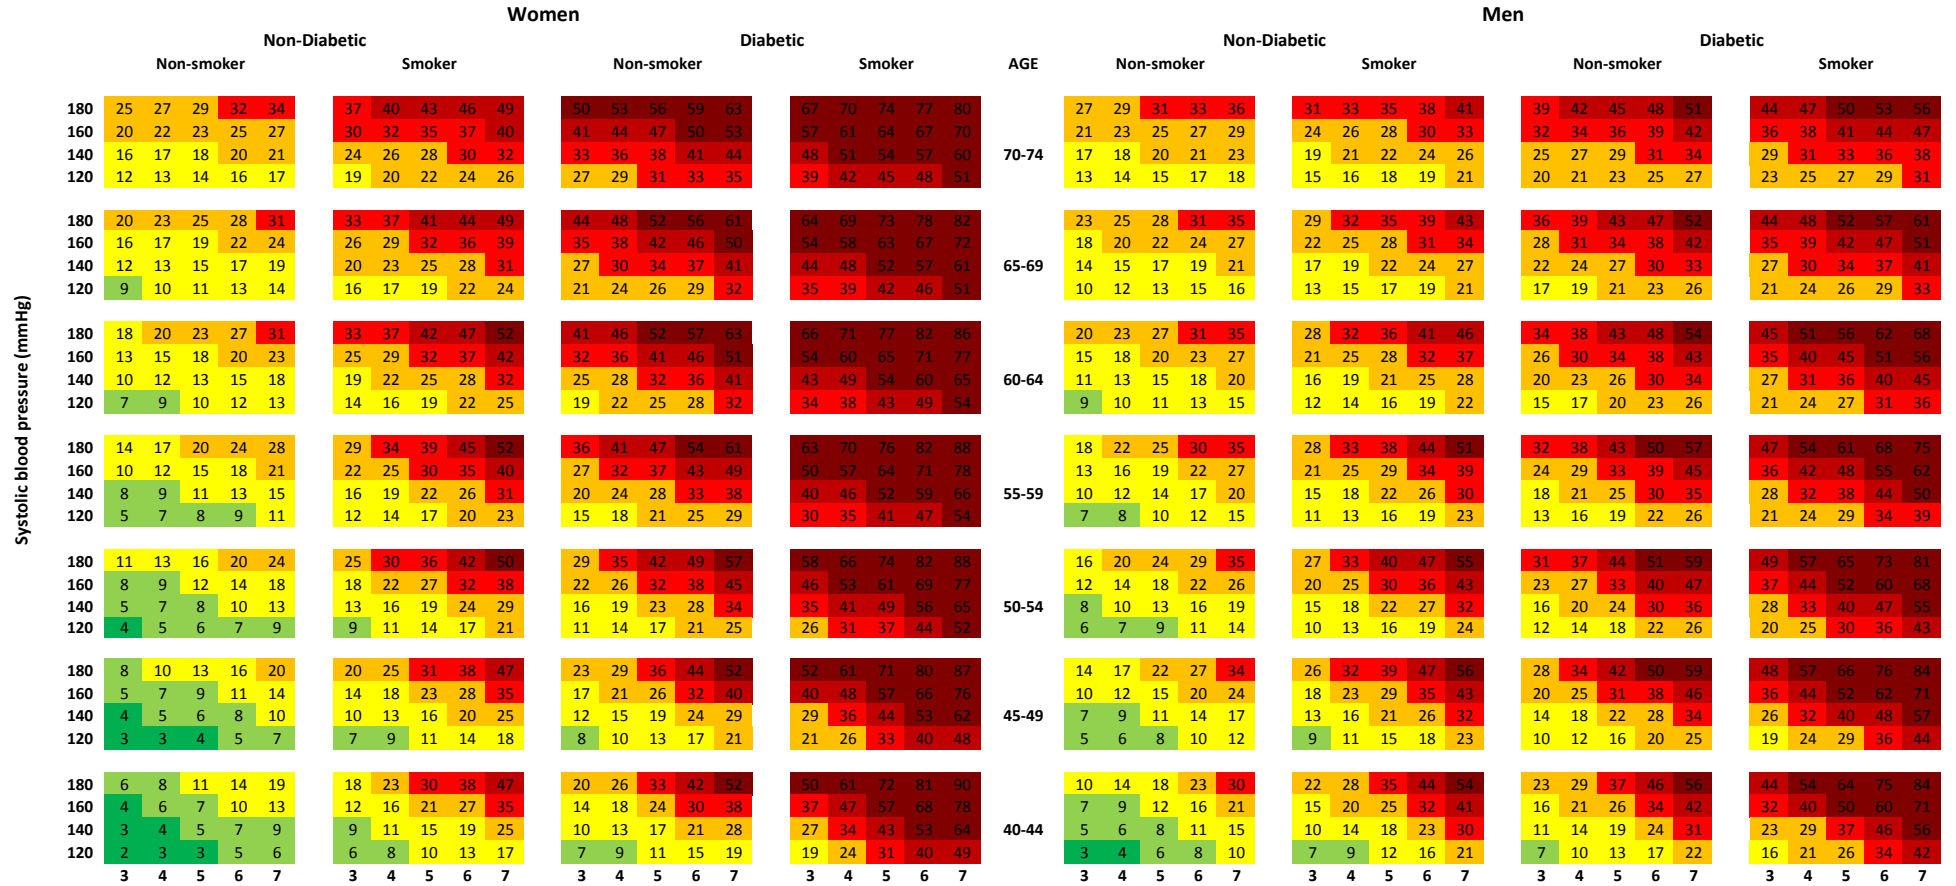 Women Men
Non-Diabetic Diabetic Non-Diabetic Diabetic
Non-smoker Smoker Non-smoker Smoker AGE Non-smoker Smoker Non-smoker Smoker
Systolic blood pressure (mmHg)
180 25 27 29 32 34 37 40 43 46 49 50 53 56 59 63 67 70 74 77 80 27 29 31 33 36 31 33 35 38 41 39 42 45 48 51 44 47 50 53 56
160 20 22 23 25 27 30 32 35 37 40 41 44 47 50 53 57 61 64 67 70 21 23 25 27 29 24 26 28 30 33 32 34 36 39 42 36 38 41 44 47
140 16 17 18 20 21 24 26 28 30 32 33 36 38 41 44 48 51 54 57 60 70-74 17 18 20 21 23 19 21 22 24 26 25 27 29 31 34 29 31 33 36 38
120 12 13 14 16 17 19 20 22 24 26 27 29 31 33 35 39 42 45 48 51 13 14 15 17 18 15 16 18 19 21 20 21 23 25 27 23 25 27 29 31
180 20 23 25 28 31 33 37 41 44 49 44 48 52 56 61 64 69 73 78 82 23 25 28 31 35 29 32 35 39 43 36 39 43 47 52 44 48 52 57 61
160 16 17 19 22 24 26 29 32 36 39 35 38 42 46 50 54 58 63 67 72 18 20 22 24 27 22 25 28 31 34 28 31 34 38 42 35 39 42 47 51
140 12 13 15 17 19 20 23 25 28 31 27 30 34 37 41 44 48 52 57 61 65-69 14 15 17 19 21 17 19 22 24 27 22 24 27 30 33 27 30 34 37 41
120 9 10 11 13 14 16 17 19 22 24 21 24 26 29 32 35 39 42 46 51 10 12 13 15 16 13 15 17 19 21 17 19 21 23 26 21 24 26 29 33
180 18 20 23 27 31 33 37 42 47 52 41 46 52 57 63 66 71 77 82 86 20 23 27 31 35 28 32 36 41 46 34 38 43 48 54 45 51 56 62 68
160 13 15 18 20 23 25 29 32 37 42 32 36 41 46 51 54 60 65 71 77 15 18 20 23 27 21 25 28 32 37 26 30 34 38 43 35 40 45 51 56
140 10 12 13 15 18 19 22 25 28 32 25 28 32 36 41 43 49 54 60 65 60-64 11 13 15 18 20 16 19 21 25 28 20 23 26 30 34 27 31 36 40 45
120 7 9 10 12 13 14 16 19 22 25 19 22 25 28 32 34 38 43 49 54 9 10 11 13 15 12 14 16 19 22 15 17 20 23 26 21 24 27 31 36
180 14 17 20 24 28 29 34 39 45 52 36 41 47 54 61 63 70 76 82 88 18 22 25 30 35 28 33 38 44 51 32 38 43 50 57 47 54 61 68 75
160 10 12 15 18 21 22 25 30 35 40 27 32 37 43 49 50 57 64 71 78 13 16 19 22 27 21 25 29 34 39 24 29 33 39 45 36 42 48 55 62
140 8 9 11 13 15 16 19 22 26 31 20 24 28 33 38 40 46 52 59 66 55-59 10 12 14 17 20 15 18 22 26 30 18 21 25 30 35 28 32 38 44 50
120 5 7 8 9 11 12 14 17 20 23 15 18 21 25 29 30 35 41 47 54 7 8 10 12 15 11 13 16 19 23 13 16 19 22 26 21 24 29 34 39
180 11 13 16 20 24 25 30 36 42 50 29 35 42 49 57 58 66 74 82 88 16 20 24 29 35 27 33 40 47 55 31 37 44 51 59 49 57 65 73 81
160 8 9 12 14 18 18 22 27 32 38 22 26 32 38 45 46 53 61 69 77 12 14 18 22 26 20 25 30 36 43 23 27 33 40 47 37 44 52 60 68
140 5 7 8 10 13 13 16 19 24 29 16 19 23 28 34 35 41 49 56 65 50-54 8 10 13 16 19 15 18 22 27 32 16 20 24 30 36 28 33 40 47 55
120 4 5 6 7 9 9 11 14 17 21 11 14 17 21 25 26 31 37 44 52 6 7 9 11 14 10 13 16 19 24 12 14 18 22 26 20 25 30 36 43
180 8 10 13 16 20 20 25 31 38 47 23 29 36 44 52 52 61 71 80 87 14 17 22 27 34 26 32 39 47 56 28 34 42 50 59 48 57 66 76 84
160 5 7 9 11 14 14 18 23 28 35 17 21 26 32 40 40 48 57 66 76 10 12 15 20 24 18 23 29 35 43 20 25 31 38 46 36 44 52 62 71
140 4 5 6 8 10 10 13 16 20 25 12 15 19 24 29 29 36 44 53 62 45-49 7 9 11 14 17 13 16 21 26 32 14 18 22 28 34 26 32 40 48 57
120 3 3 4 5 7 7 9 11 14 18 8 10 13 17 21 21 26 33 40 48 5 6 8 10 12 9 11 15 18 23 10 12 16 20 25 19 24 29 36 44
180 6 8 11 14 19 18 23 30 38 47 20 26 33 42 52 50 61 72 81 90 10 14 18 23 30 22 28 35 44 54 23 29 37 46 56 44 54 64 75 84
160 4 6 7 10 13 12 16 21 27 35 14 18 24 30 38 37 47 57 68 78 7 9 12 16 21 15 20 25 32 41 16 21 26 34 42 32 40 50 60 71
140 3 4 5 7 9 9 11 15 19 25 10 13 17 21 28 27 34 43 53 64 40-44 5 6 8 11 15 10 14 18 23 30 11 14 19 24 31 23 29 37 46 56
120 2 3 3 5 6 6 8 10 13 17 7 9 11 15 19 19 24 31 40 49 3 4 6 8 10 7 9 12 16 21 7 10 13 17 22 16 21 26 34 42
3 4 5 6 7 3 4 5 6 7 3 4 5 6 7 3 4 5 6 7 3 4 5 6 7 3 4 5 6 7 3 4 5 6 7 3 4 5 6 7